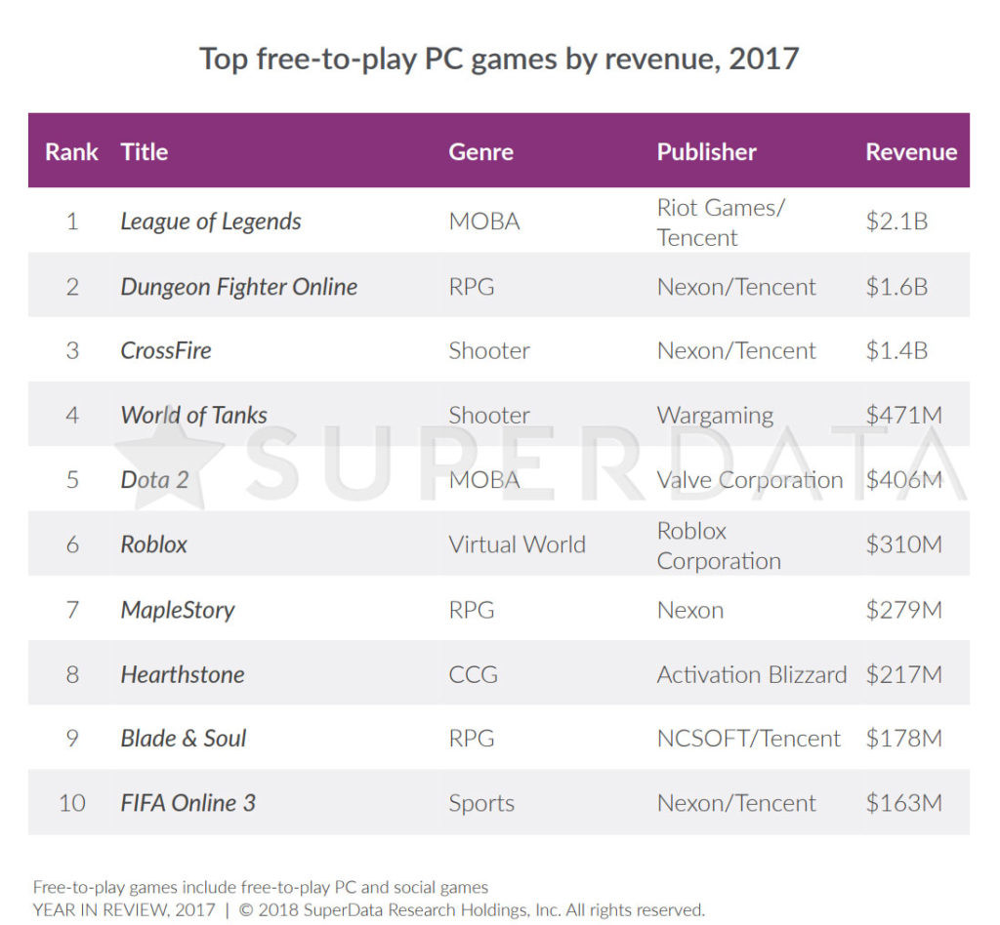 Top free-to-play PC games by revenue, 2017
Rank Title Genre Publisher Revenue
1 League of Legends MOBA Riot Games/ Tencent $2.1B
2 Dungeon Fighter Online RPG Nexon/Tencent $1.6B
3 CrossFire Shooter Nexon/Tencent $1.4B
4 World of Tanks Shooter Wargaming $471M
SUPERDATA
5 Dota 2 MOBA Valve Corporation $406M
6 Roblox Virtual World Roblox Corporation $310M
7 MapleStory RPG Nexon $279M
8 Hearthstone CCG Activation Blizzard $217M
9 Blade & Soul RPG NCSOFT/Tencent $178M
10 FIFA Online 3 Sports Nexon/Tencent $163M
Free-to-play games include free-to-play PC and social games
YEAR IN REVIEW, 2017 | © 2018 SuperData Research Holdings, Inc. All rights reserved.